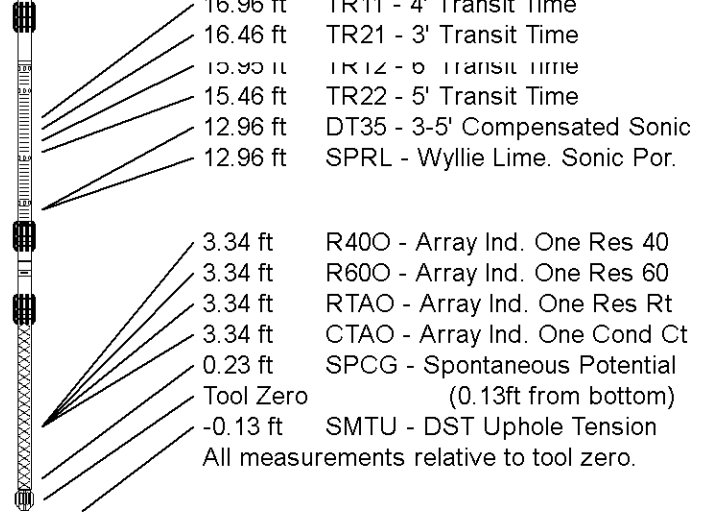 16.96 ft TR11 - 4' Transit Time
16.46 ft TR21 - 3' Transit Time
15.95 ft TR12 - 6' Transit Time
15.46 ft TR22 - 5' Transit Time
12.96 ft DT35 - 3-5' Compensated Sonic
12.96 ft SPRL - Wyllie Lime. Sonic Por.
3.34 ft R40O - Array Ind. One Res 40
3.34 ft R60O - Array Ind. One Res 60
3.34 ft RTAO - Array Ind. One Res Rt
3.34 ft CTAO - Array Ind. One Cond Ct
0.23 ft SPCG - Spontaneous Potential
Tool Zero (0.13ft from bottom)
-0.13 ft SMTU - DST Uphole Tension
All measurements relative to tool zero.